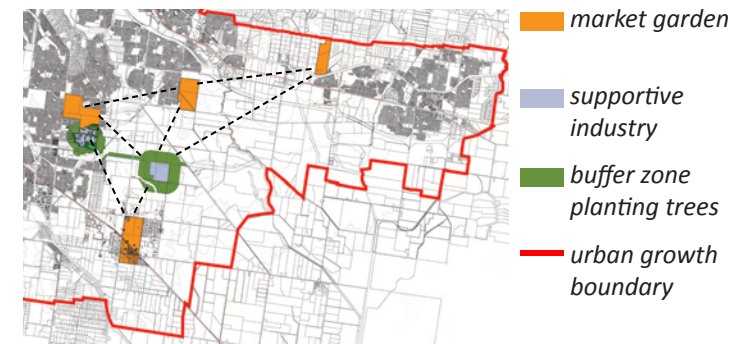 market garden
supportive
industry
buffer zone
planting trees
urban growth
boundary